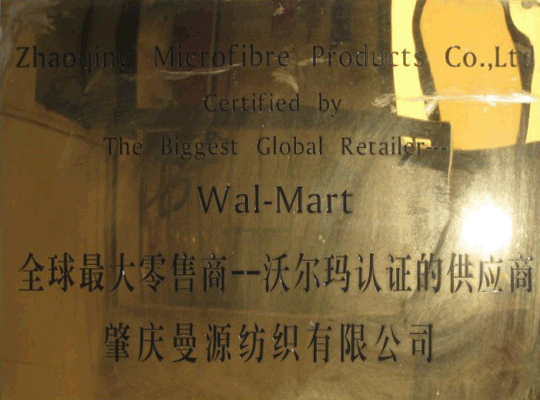 Zhaoqing Microfibre Products Co.,Ltd
Certified by
The Biggest Global Retailer---
Wal-Mart
全球最大零售商--沃尔玛认证的供应商
肇庆曼源纺织有限公司